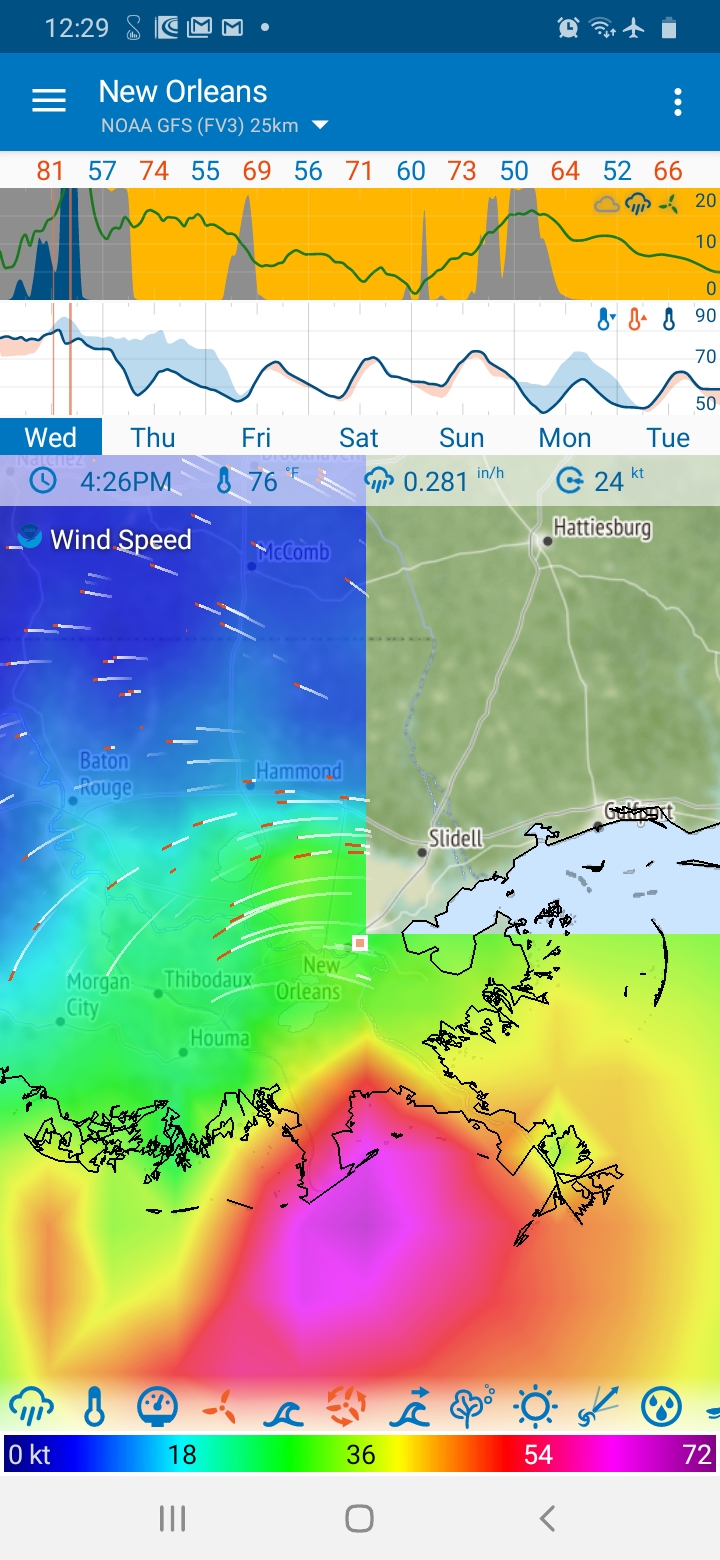 12:29
New Orleans
NOAA GFS (FV3) 25km
81 57 74 55 69 56 71 60 73 50 64 52 66
20
10
0
90
70
50
Wed Thu Fri Sat Sun Mon Tue
Natchez Brookhaven
4:26PM 76 °F 0.281 in/h 24 kt
Wind Speed
Hattiesburg
McComb
Baton Rouge
Hammond
Gulfport
Slidell
New Orleans
Morgan City
Thibodaux
Houma
0 kt 18 36 54 72